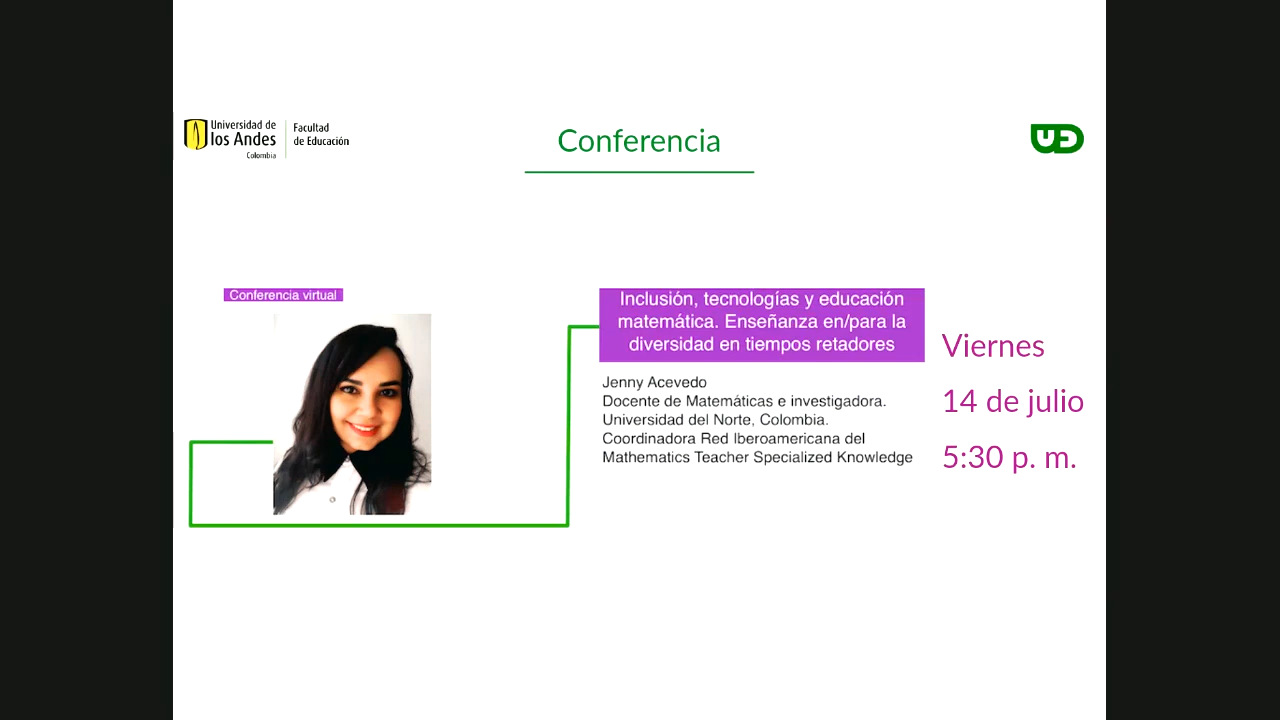 Universidad de
los Andes
Colombia
Facultad
de Educación
Conferencia
Conferencia virtual
Inclusión, tecnologías y educación
matemática. Enseñanza en/para la
diversidad en tiempos retadores
Jenny Acevedo
Docente de Matemáticas e investigadora.
Universidad del Norte, Colombia.
Coordinadora Red Iberoamericana del
Mathematics Teacher Specialized Knowledge
Viernes
14 de julio
5:30 p. m.